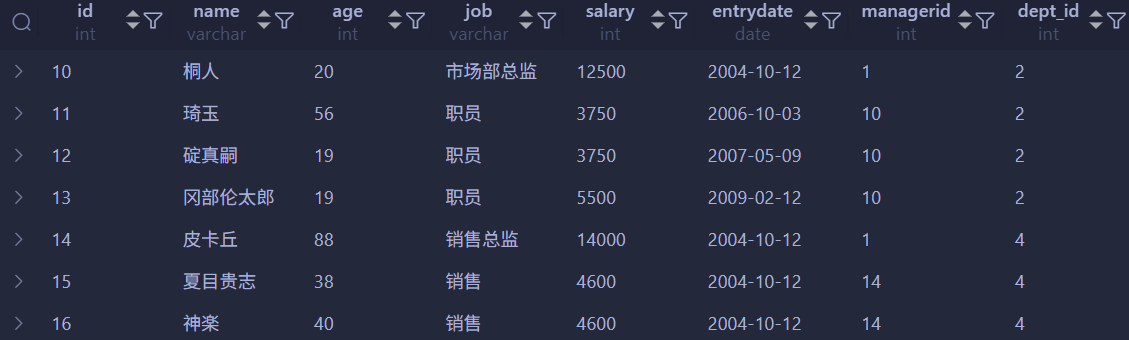 id name age job salary entrydate managerid dept_id
int varchar int varchar int date int int
10 桐人 20 市场部总监 12500 2004-10-12 1 2
11 琦玉 56 职员 3750 2006-10-03 10 2
12 碇真嗣 19 职员 3750 2007-05-09 10 2
13 冈部伦太郎 19 职员 5500 2009-02-12 10 2
14 皮卡丘 88 销售总监 14000 2004-10-12 1 4
15 夏目贵志 38 销售 4600 2004-10-12 14 4
16 神楽 40 销售 4600 2004-10-12 14 4